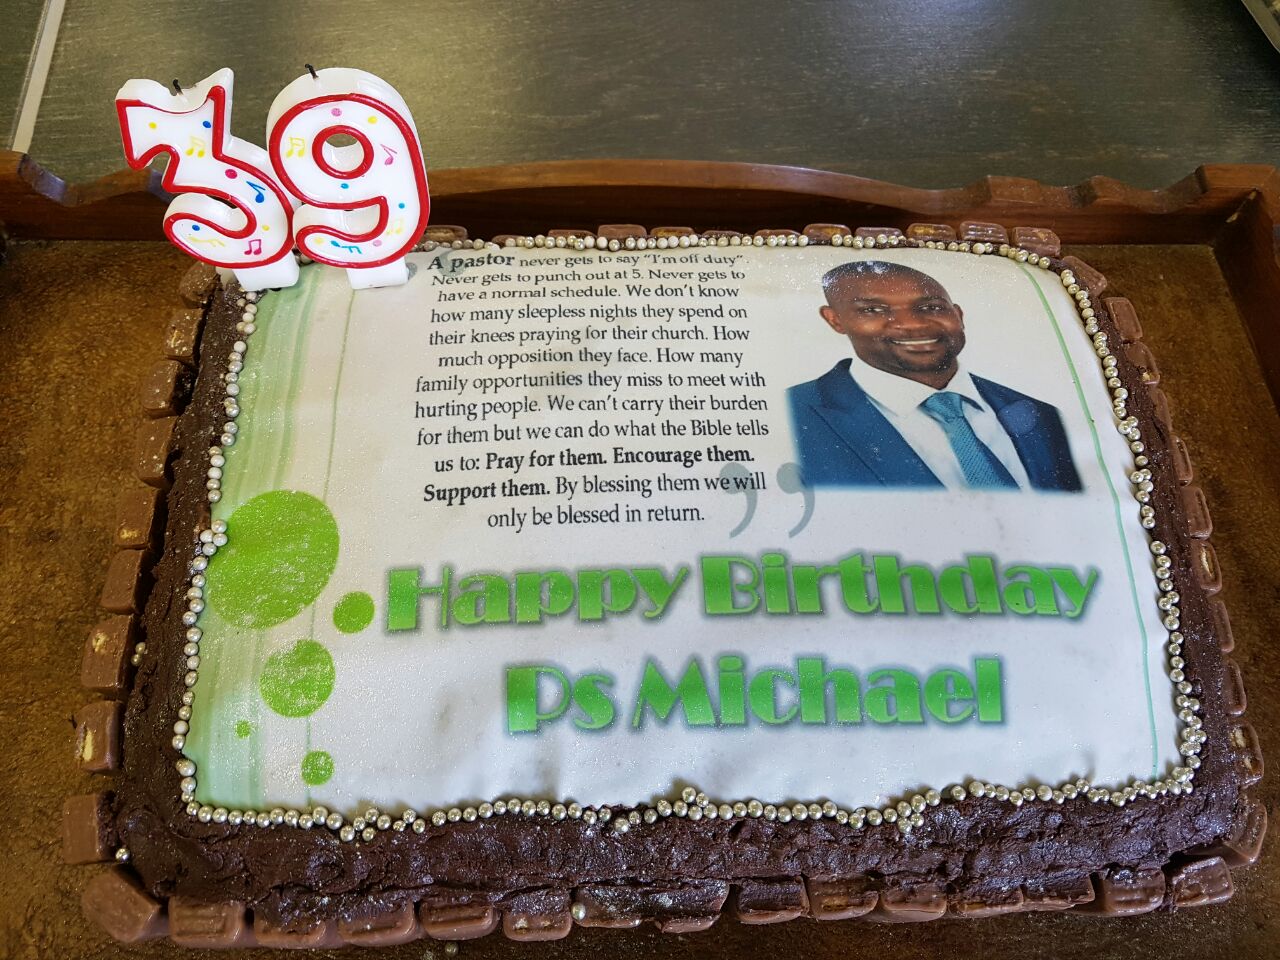 39
A pastor never gets to say "I'm off duty".
Never gets to punch out at 5. Never gets to
have a normal schedule. We don't know
how many sleepless nights they spend on
their knees praying for their church. How
much opposition they face. How many
family opportunities they miss to meet with
hurting people. We can't carry their burden
for them but we can do what the Bible tells
us to: Pray for them. Encourage them.
Support them. By blessing them we will
only be blessed in return.
”
Happy Birthday
Ps Michael